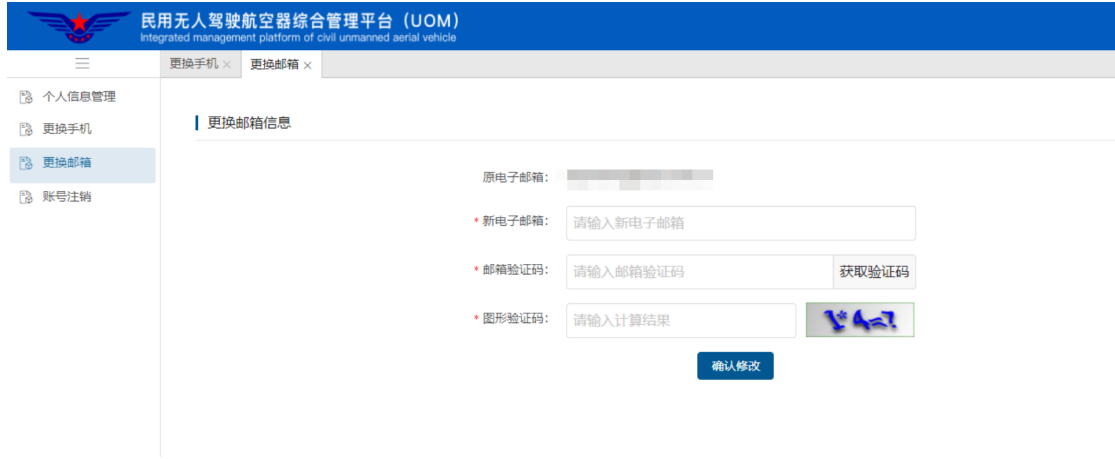 民用无人驾驶航空器综合管理平台（UOM）
Integrated management platform of civil unmanned aerial vehicle
更换手机 ×
更换邮箱 ×
个人信息管理
更换手机
更换邮箱
账号注销
更换邮箱信息
原电子邮箱：
* 新电子邮箱： 请输入新电子邮箱
* 邮箱验证码： 请输入邮箱验证码 获取验证码
* 图形验证码： 请输入计算结果
确认修改